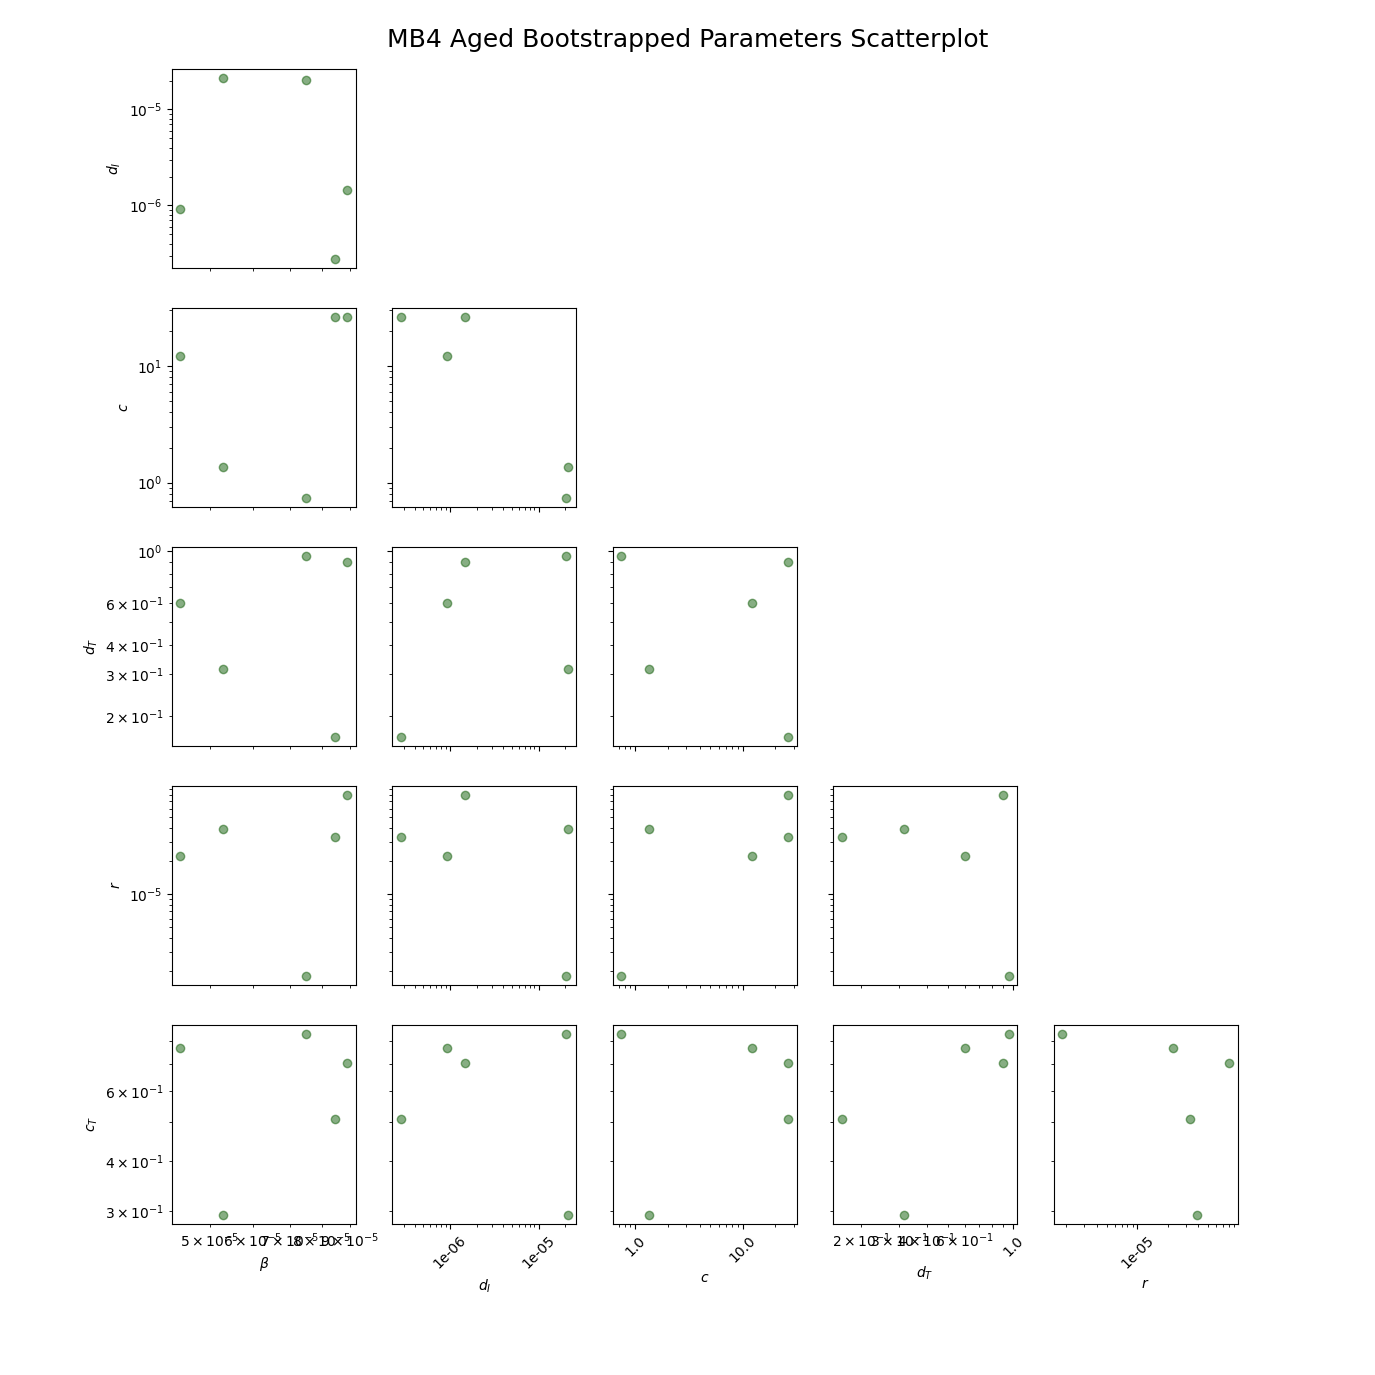 MB4 Aged Bootstrapped Parameters Scatterplot
10⁻⁵
d_I
10⁻⁶
10¹
c
10⁰
10⁰
6 × 10⁻¹
d_T
4 × 10⁻¹
3 × 10⁻¹
2 × 10⁻¹
r
10⁻⁵
6 × 10⁻¹
c_T
4 × 10⁻¹
3 × 10⁻¹
1e-06 1e-05 1.0 10.0 1.0 1e-05
β d_I c d_T r